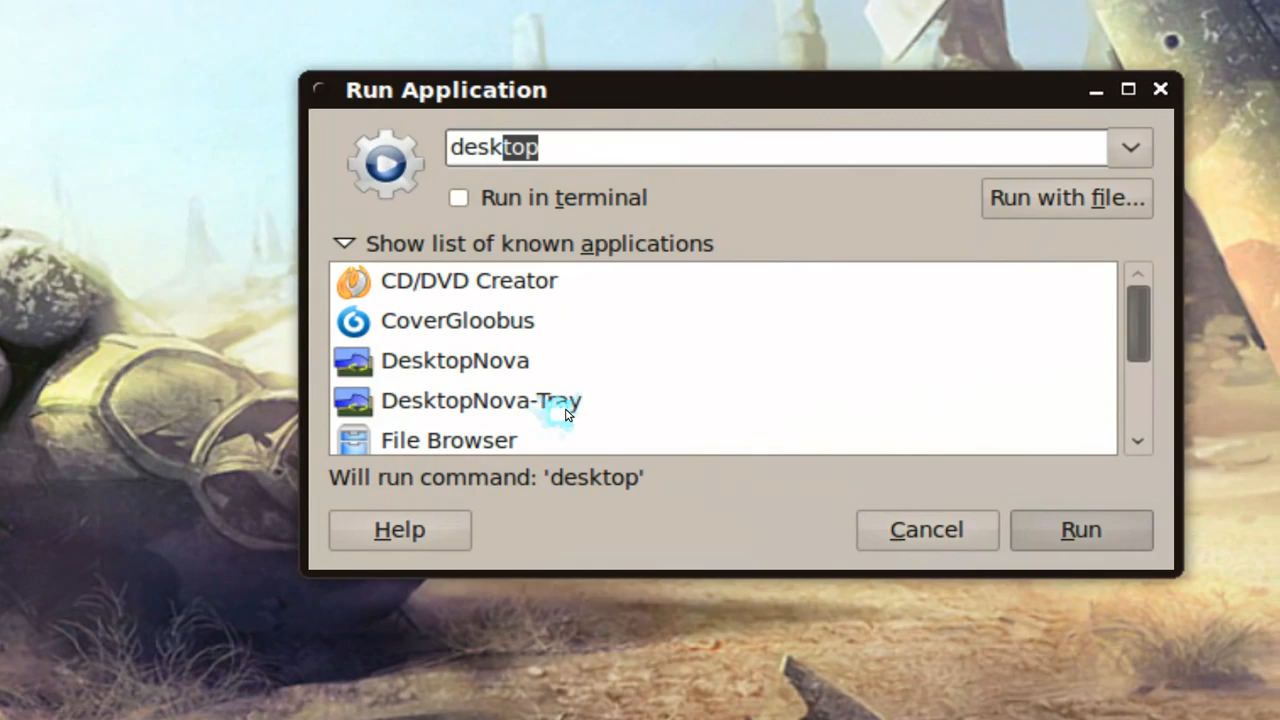 Run Application
desktop
Run in terminal
Run with file...
Show list of known applications
CD/DVD Creator
CoverGloobus
DesktopNova
DesktopNova-Tray
File Browser
Will run command: 'desktop'
Help Cancel Run